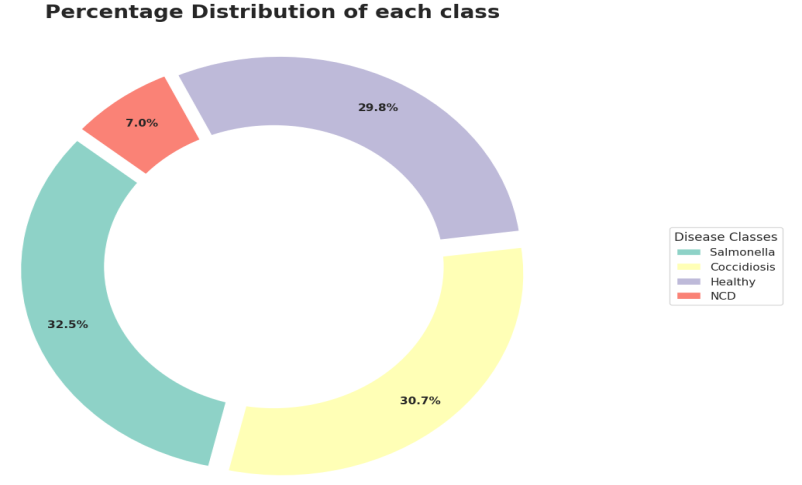 Percentage Distribution of each class
29.8%
7.0%
32.5%
30.7%
Disease Classes
Salmonella
Coccidiosis
Healthy
NCD